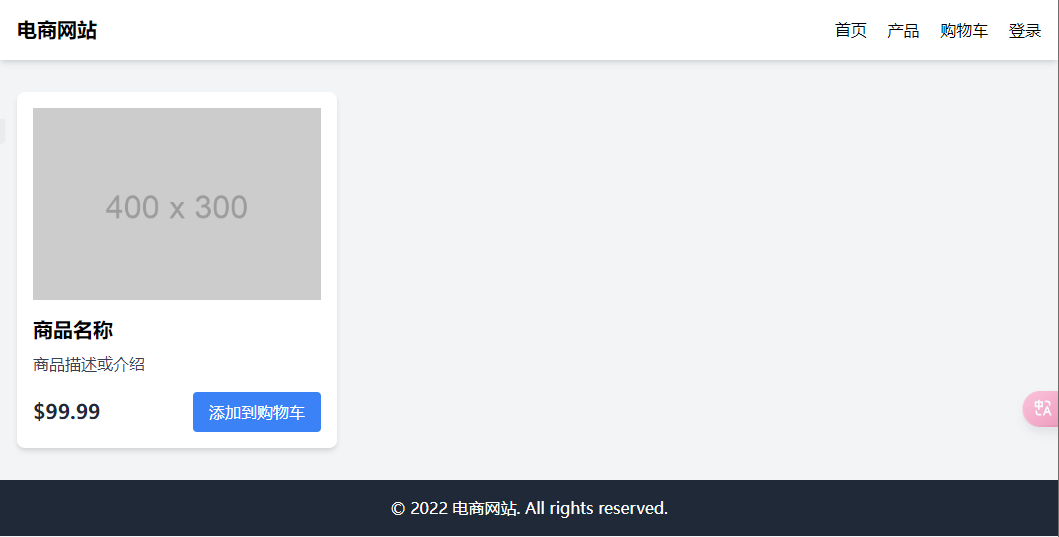 电商网站
首页 产品 购物车 登录
400 x 300
商品名称
商品描述或介绍
$99.99 添加到购物车
© 2022 电商网站. All rights reserved.